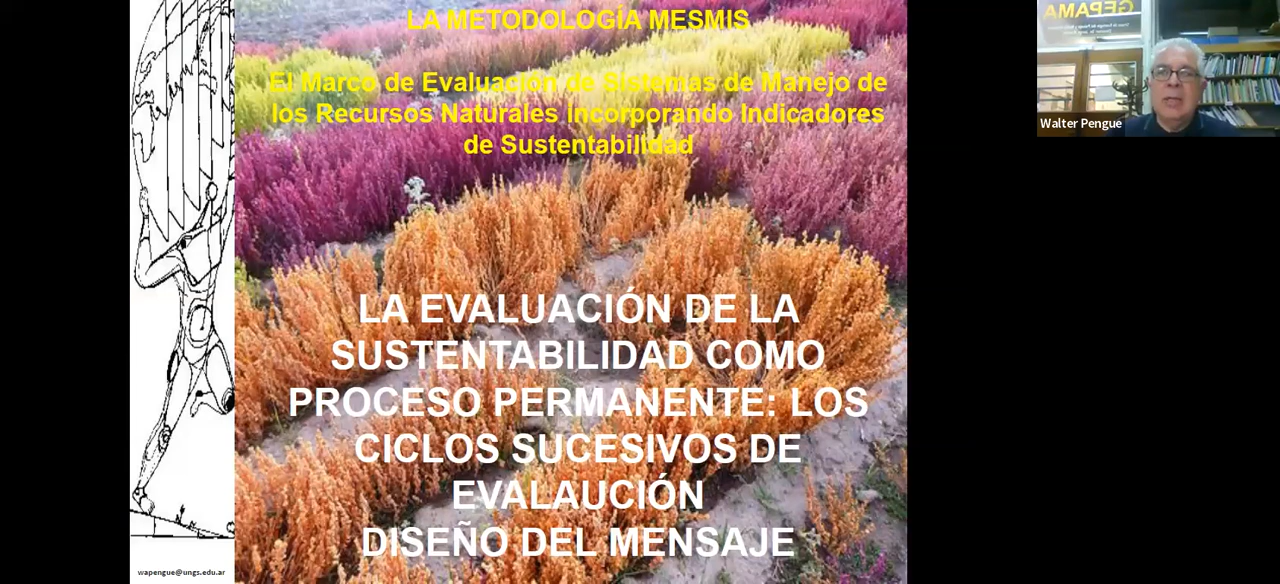 LA METODOLOGÍA MESMIS
El Marco de Evaluación de Sistemas de Manejo de
los Recursos Naturales Incorporando Indicadores
de Sustentabilidad
LA EVALUACIÓN DE LA
SUSTENTABILIDAD COMO
PROCESO PERMANENTE: LOS
CICLOS SUCESIVOS DE
EVALAUCIÓN
DISEÑO DEL MENSAJE
wapengue@ungs.edu.ar
GEPAMA
Walter Pengue